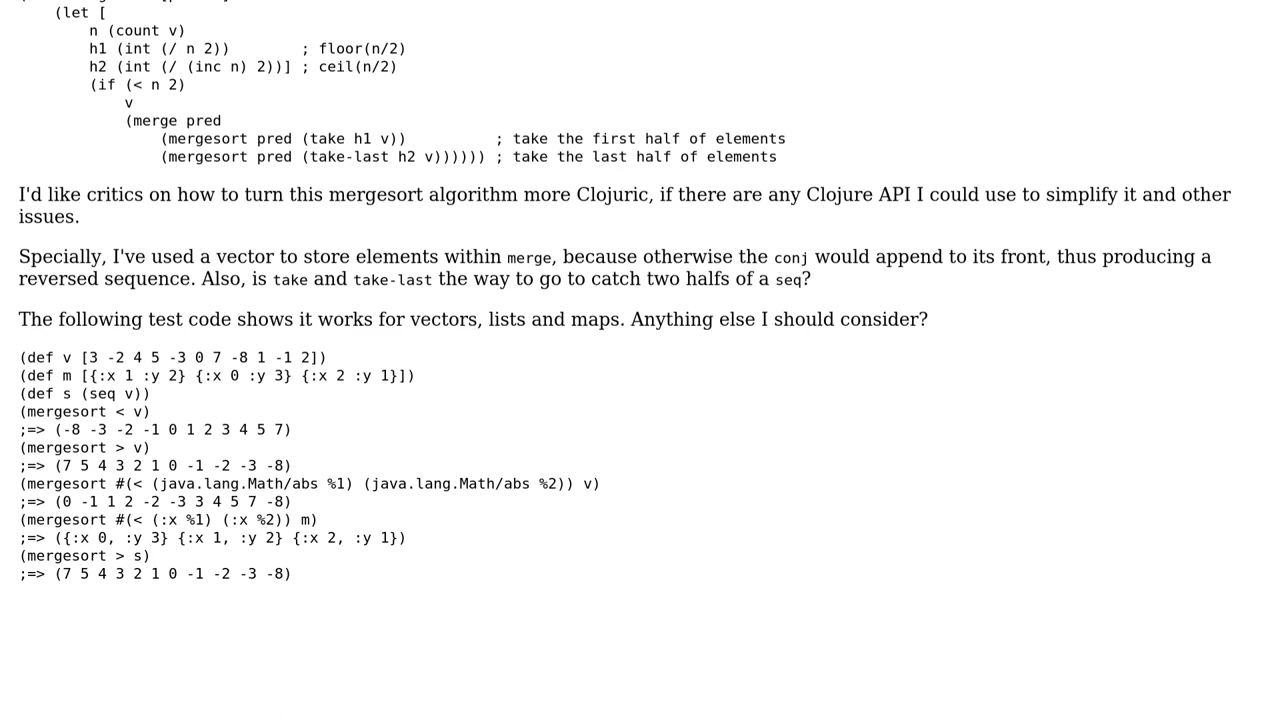 (let [
n (count v)
h1 (int (/ n 2)) ; floor(n/2)
h2 (int (/ (inc n) 2))] ; ceil(n/2)
(if (< n 2)
v
(merge pred
(mergesort pred (take h1 v)) ; take the first half of elements
(mergesort pred (take-last h2 v)))))) ; take the last half of elements
I'd like critics on how to turn this mergesort algorithm more Clojuric, if there are any Clojure API I could use to simplify it and other
issues.
Specially, I've used a vector to store elements within merge, because otherwise the conj would append to its front, thus producing a
reversed sequence. Also, is take and take-last the way to go to catch two halfs of a seq?
The following test code shows it works for vectors, lists and maps. Anything else I should consider?
(def v [3 -2 4 5 -3 0 7 -8 1 -1 2])
(def m [{:x 1 :y 2} {:x 0 :y 3} {:x 2 :y 1}])
(def s (seq v))
(mergesort < v)
;=> (-8 -3 -2 -1 0 1 2 3 4 5 7)
(mergesort > v)
;=> (7 5 4 3 2 1 0 -1 -2 -3 -8)
(mergesort #(< (java.lang.Math/abs %1) (java.lang.Math/abs %2)) v)
;=> (0 -1 1 2 -2 -3 3 4 5 7 -8)
(mergesort #(< (:x %1) (:x %2)) m)
;=> ({:x 0, :y 3} {:x 1, :y 2} {:x 2, :y 1})
(mergesort > s)
;=> (7 5 4 3 2 1 0 -1 -2 -3 -8)